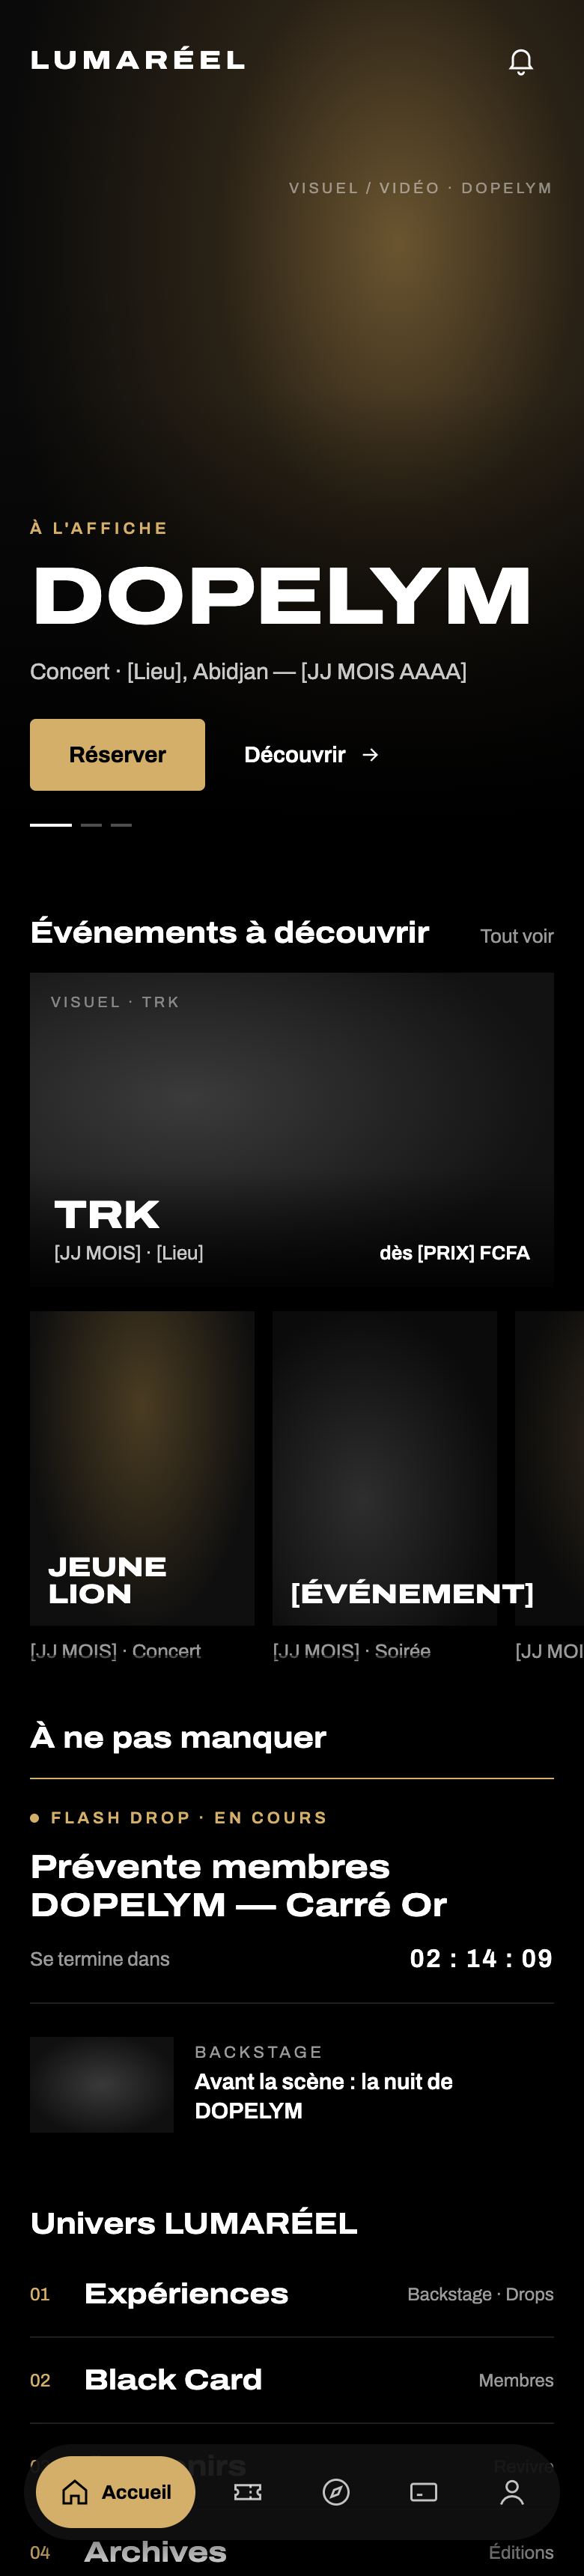 LUMARÉEL
VISUEL / VIDÉO · DOPELYM
À L'AFFICHE
DOPELYM
Concert · [Lieu], Abidjan — [JJ MOIS AAAA]
Réserver
Découvrir →
Événements à découvrir
Tout voir
VISUEL · TRK
TRK
[JJ MOIS] · [Lieu]
dès [PRIX] FCFA
JEUNE
LION
[ÉVÉNEMENT]
[JJ MOIS] · Concert
[JJ MOIS] · Soirée
[JJ MOI
À ne pas manquer
FLASH DROP · EN COURS
Prévente membres
DOPELYM — Carré Or
Se termine dans
02 : 14 : 09
BACKSTAGE
Avant la scène : la nuit de
DOPELYM
Univers LUMARÉEL
01 Expériences
Backstage · Drops
02 Black Card
Membres
Revivre
Accueil
04 Archives
Éditions